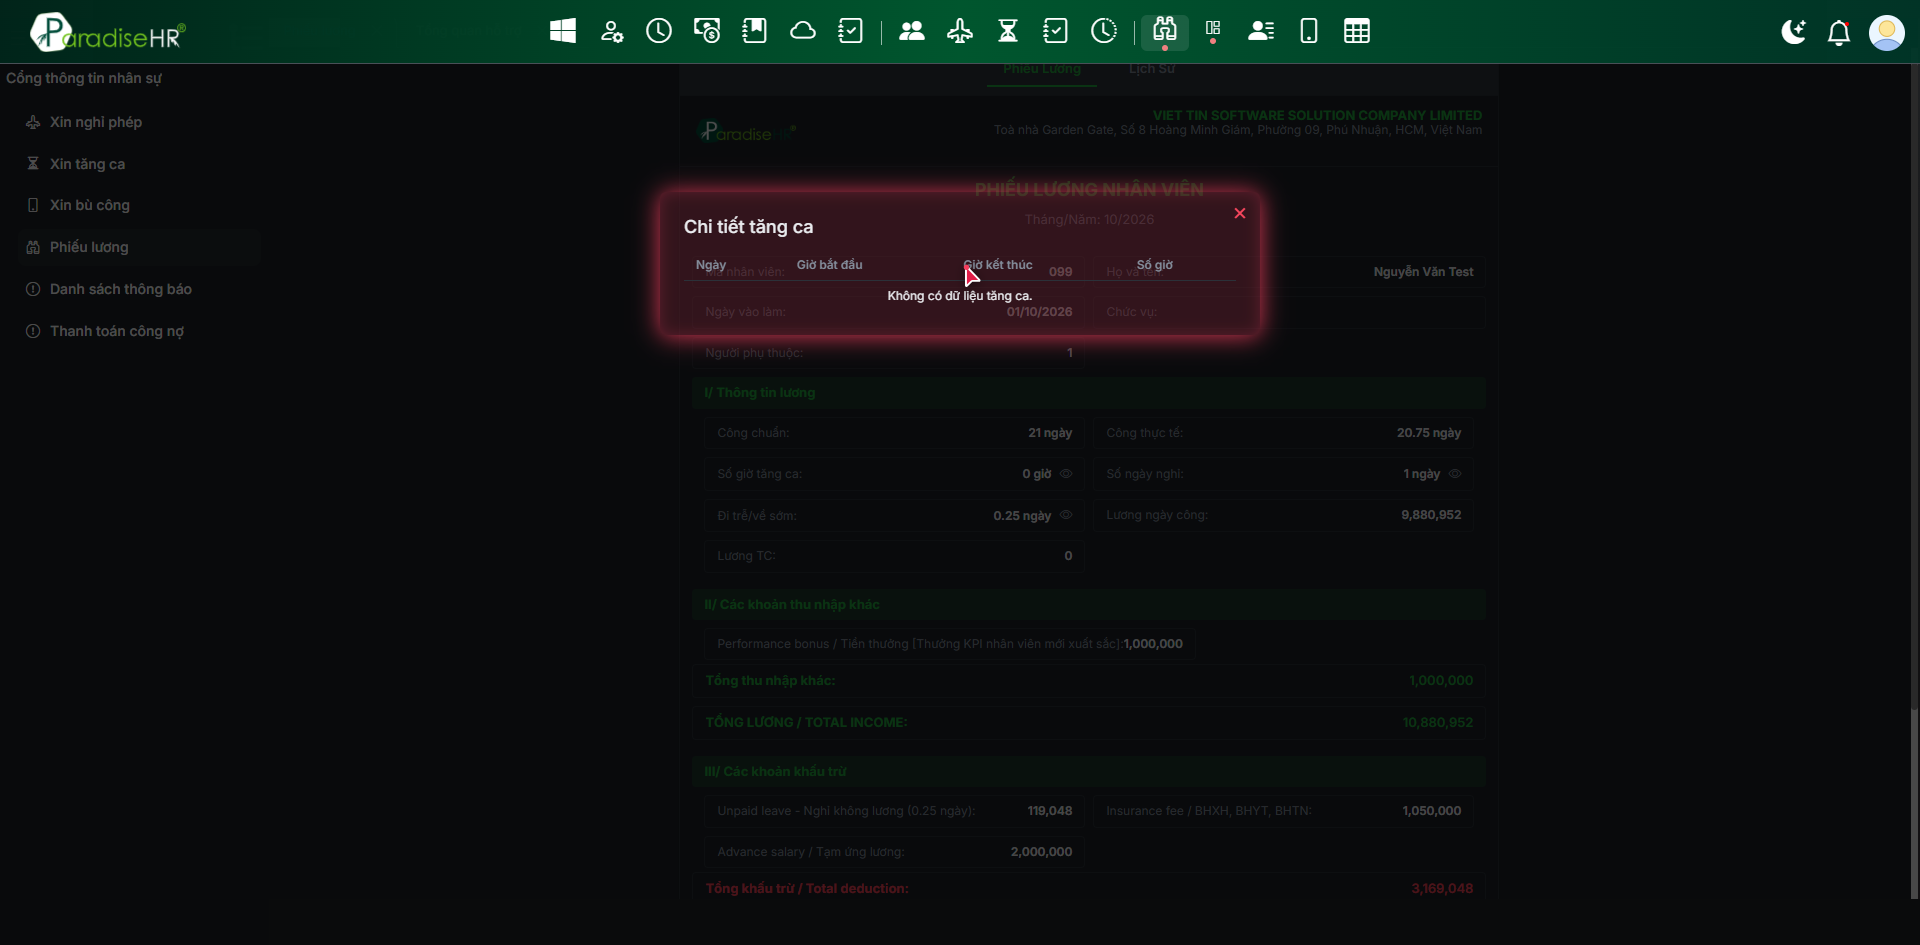 ParadiseHR®
Cổng thông tin nhân sự
Xin nghỉ phép
Xin tăng ca
Xin bù công
Phiếu lương
Danh sách thông báo
Thanh toán công nợ
Phiếu Lương
Lịch Sử
Paradise
VIET TIN SOFTWARE SOLUTION COMPANY LIMITED
Toà nhà Garden Gate, Số 8 Hoàng Minh Giám, Phường 09, Phú Nhuận, HCM, Việt Nam
PHIẾU LƯƠNG NHÂN VIÊN
Tháng/Năm: 10/2026
Chi tiết tăng ca
Ngày
Giờ bắt đầu
Giờ kết thúc
Số giờ
Không có dữ liệu tăng ca.
Mã nhân viên: 099
Họ và tên: Nguyễn Văn Test
Ngày vào làm: 01/10/2026
Chức vụ:
Người phụ thuộc: 1
I/ Thông tin lương
Công chuẩn: 21 ngày
Công thực tế: 20.75 ngày
Số giờ tăng ca: 0 giờ
Số ngày nghỉ: 1 ngày
Đi trễ/về sớm: 0.25 ngày
Lương ngày công: 9,880,952
Lương TC: 0
II/ Các khoản thu nhập khác
Performance bonus / Tiền thưởng [Thưởng KPI nhân viên mới xuất sắc]: 1,000,000
Tổng thu nhập khác: 1,000,000
TỔNG LƯƠNG / TOTAL INCOME: 10,880,952
III/ Các khoản khấu trừ
Unpaid leave - Nghỉ không lương (0.25 ngày): 119,048
Insurance fee / BHXH, BHYT, BHTN: 1,050,000
Advance salary / Tạm ứng lương: 2,000,000
Tổng khấu trừ / Total deduction: 3,169,048